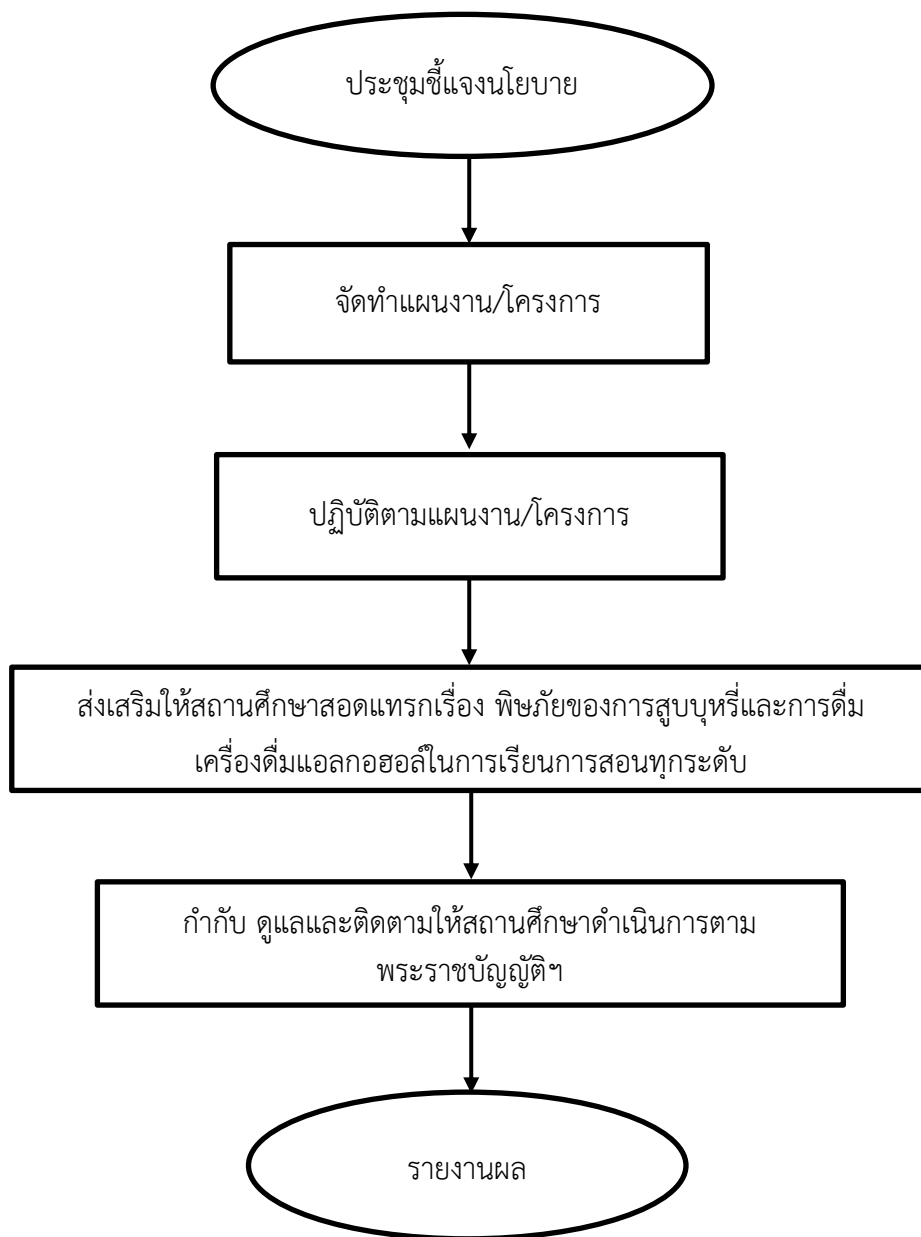 ประชุมชี้แจงนโยบาย
จัดทำแผนงาน/โครงการ
ปฏิบัติตามแผนงาน/โครงการ
ส่งเสริมให้สถานศึกษาสอดแทรกเรื่อง พิษภัยของการสูบบุหรี่และการดื่ม
เครื่องดื่มแอลกอฮอล์ในการเรียนการสอนทุกระดับ
กำกับ ดูแลและติดตามให้สถานศึกษาดำเนินการตาม
พระราชบัญญัติฯ
รายงานผล